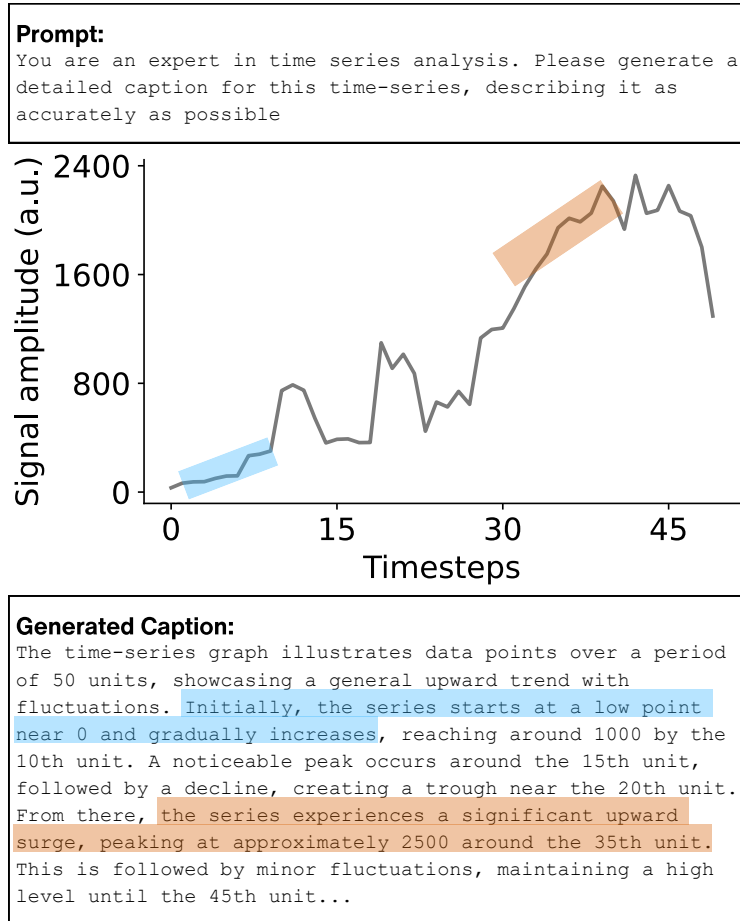 Prompt:
You are an expert in time series analysis. Please generate a
detailed caption for this time-series, describing it as
accurately as possible
Signal amplitude (a.u.)
2400
1600
800
0
0 15 30 45
Timesteps
Generated Caption:
The time-series graph illustrates data points over a period
of 50 units, showcasing a general upward trend with
fluctuations. Initially, the series starts at a low point
near 0 and gradually increases, reaching around 1000 by the
10th unit. A noticeable peak occurs around the 15th unit,
followed by a decline, creating a trough near the 20th unit.
From there, the series experiences a significant upward
surge, peaking at approximately 2500 around the 35th unit.
This is followed by minor fluctuations, maintaining a high
level until the 45th unit...